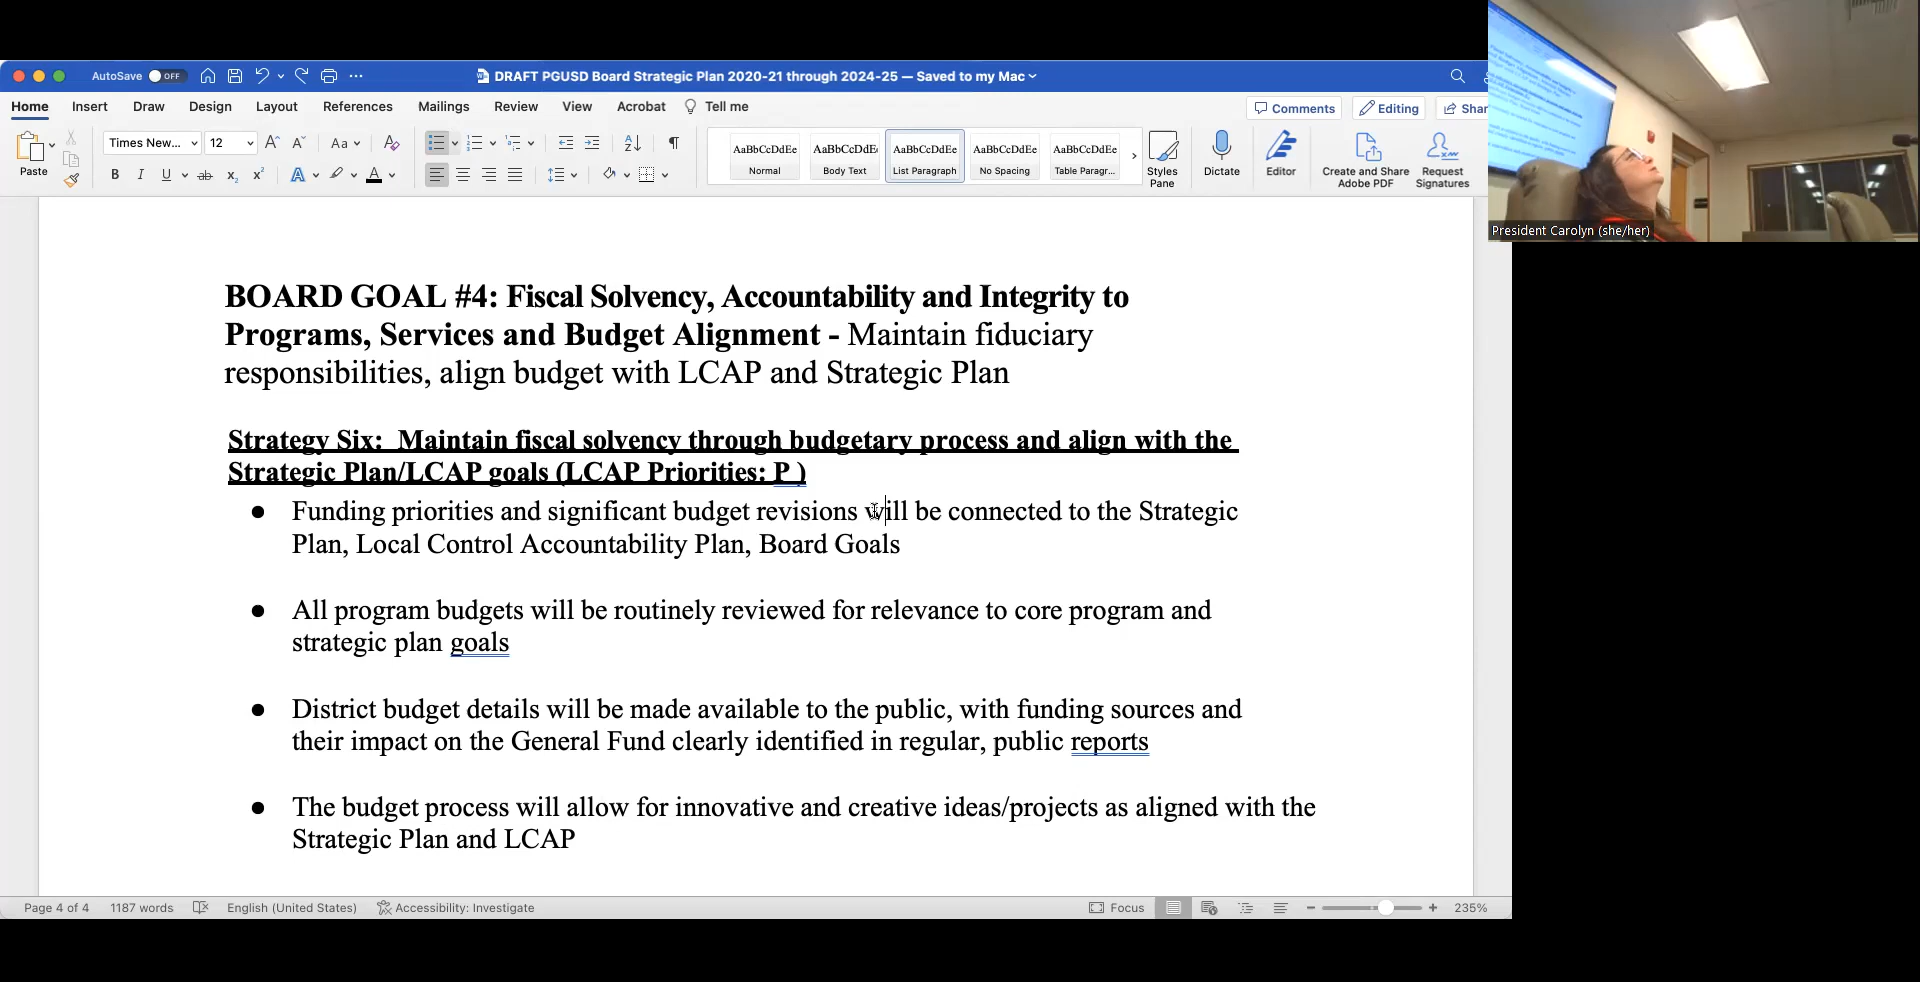 AutoSave OFF
DRAFT PGUSD Board Strategic Plan 2020-21 through 2024-25 — Saved to my Mac
Home Insert Draw Design Layout References Mailings Review View Acrobat Tell me
Comments Editing Shar
Paste
Times New... 12
AaBbCcDdEe AaBbCcDdE AaBbCcDdEe AaBbCcDdEe AaBbCcDdEe
Normal Body Text List Paragraph No Spacing Table Paragr...
Styles Pane
Dictate
Editor
Create and Share Adobe PDF
Request Signatures
President Carolyn (she/her)
BOARD GOAL #4: Fiscal Solvency, Accountability and Integrity to
Programs, Services and Budget Alignment - Maintain fiduciary
responsibilities, align budget with LCAP and Strategic Plan
Strategy Six: Maintain fiscal solvency through budgetary process and align with the
Strategic Plan/LCAP goals (LCAP Priorities: P )
● Funding priorities and significant budget revisions will be connected to the Strategic
Plan, Local Control Accountability Plan, Board Goals
● All program budgets will be routinely reviewed for relevance to core program and
strategic plan goals
● District budget details will be made available to the public, with funding sources and
their impact on the General Fund clearly identified in regular, public reports
● The budget process will allow for innovative and creative ideas/projects as aligned with the
Strategic Plan and LCAP
Page 4 of 4 1187 words English (United States) Accessibility: Investigate Focus 235%